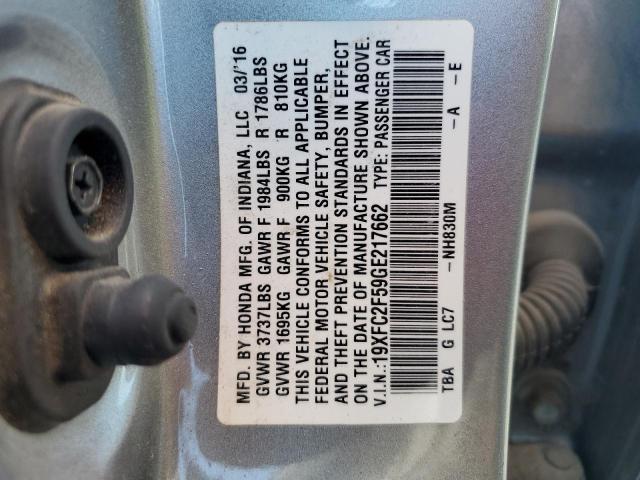 MFD. BY HONDA MFG. OF INDIANA, LLC 03/'16
GVWR 3737LBS GAWR F 1984LBS R 1786LBS
GVWR 1695KG GAWR F 900KG R 810KG
THIS VEHICLE CONFORMS TO ALL APPLICABLE
FEDERAL MOTOR VEHICLE SAFETY, BUMPER,
AND THEFT PREVENTION STANDARDS IN EFFECT
ON THE DATE OF MANUFACTURE SHOWN ABOVE.
V.I.N.:19XFC2F59GE217662 TYPE: PASSENGER CAR
TBA G LC7 -NH830M -A -E